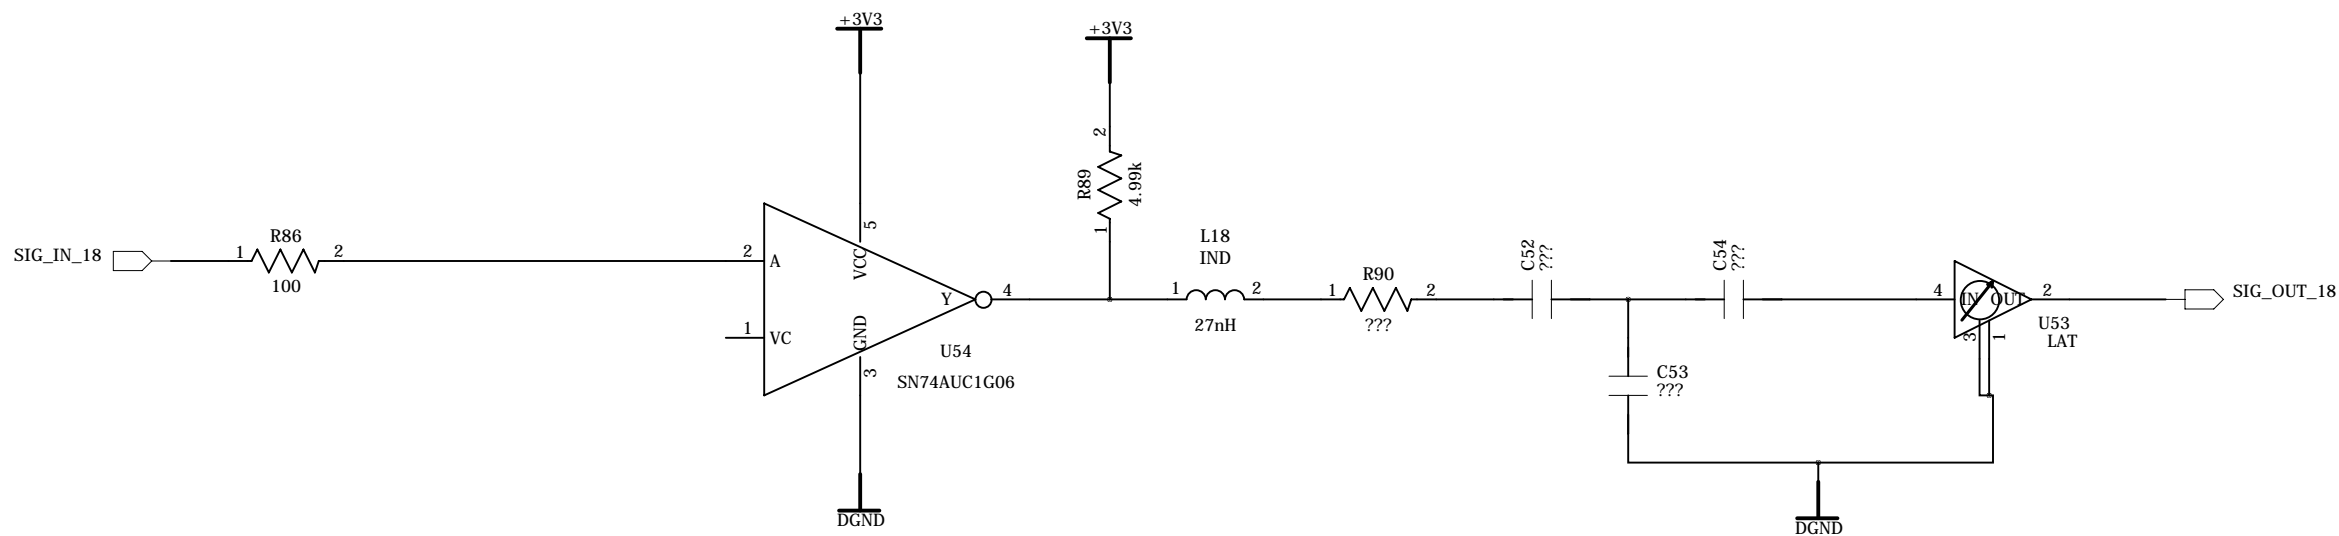 +3V3
+3V3
2
R89
4.99k
1
SIG_IN_18
1
R86
2
100
2
A
5
VCC
Y
4
1
VC
GND
3
U54
SN74AUC1G06
L18
IND
1
2
27nH
R90
1
2
???
C52
???
C54
???
C53
???
4
IN
OUT
2
SIG_OUT_18
U53
LAT
3
1
DGND
DGND